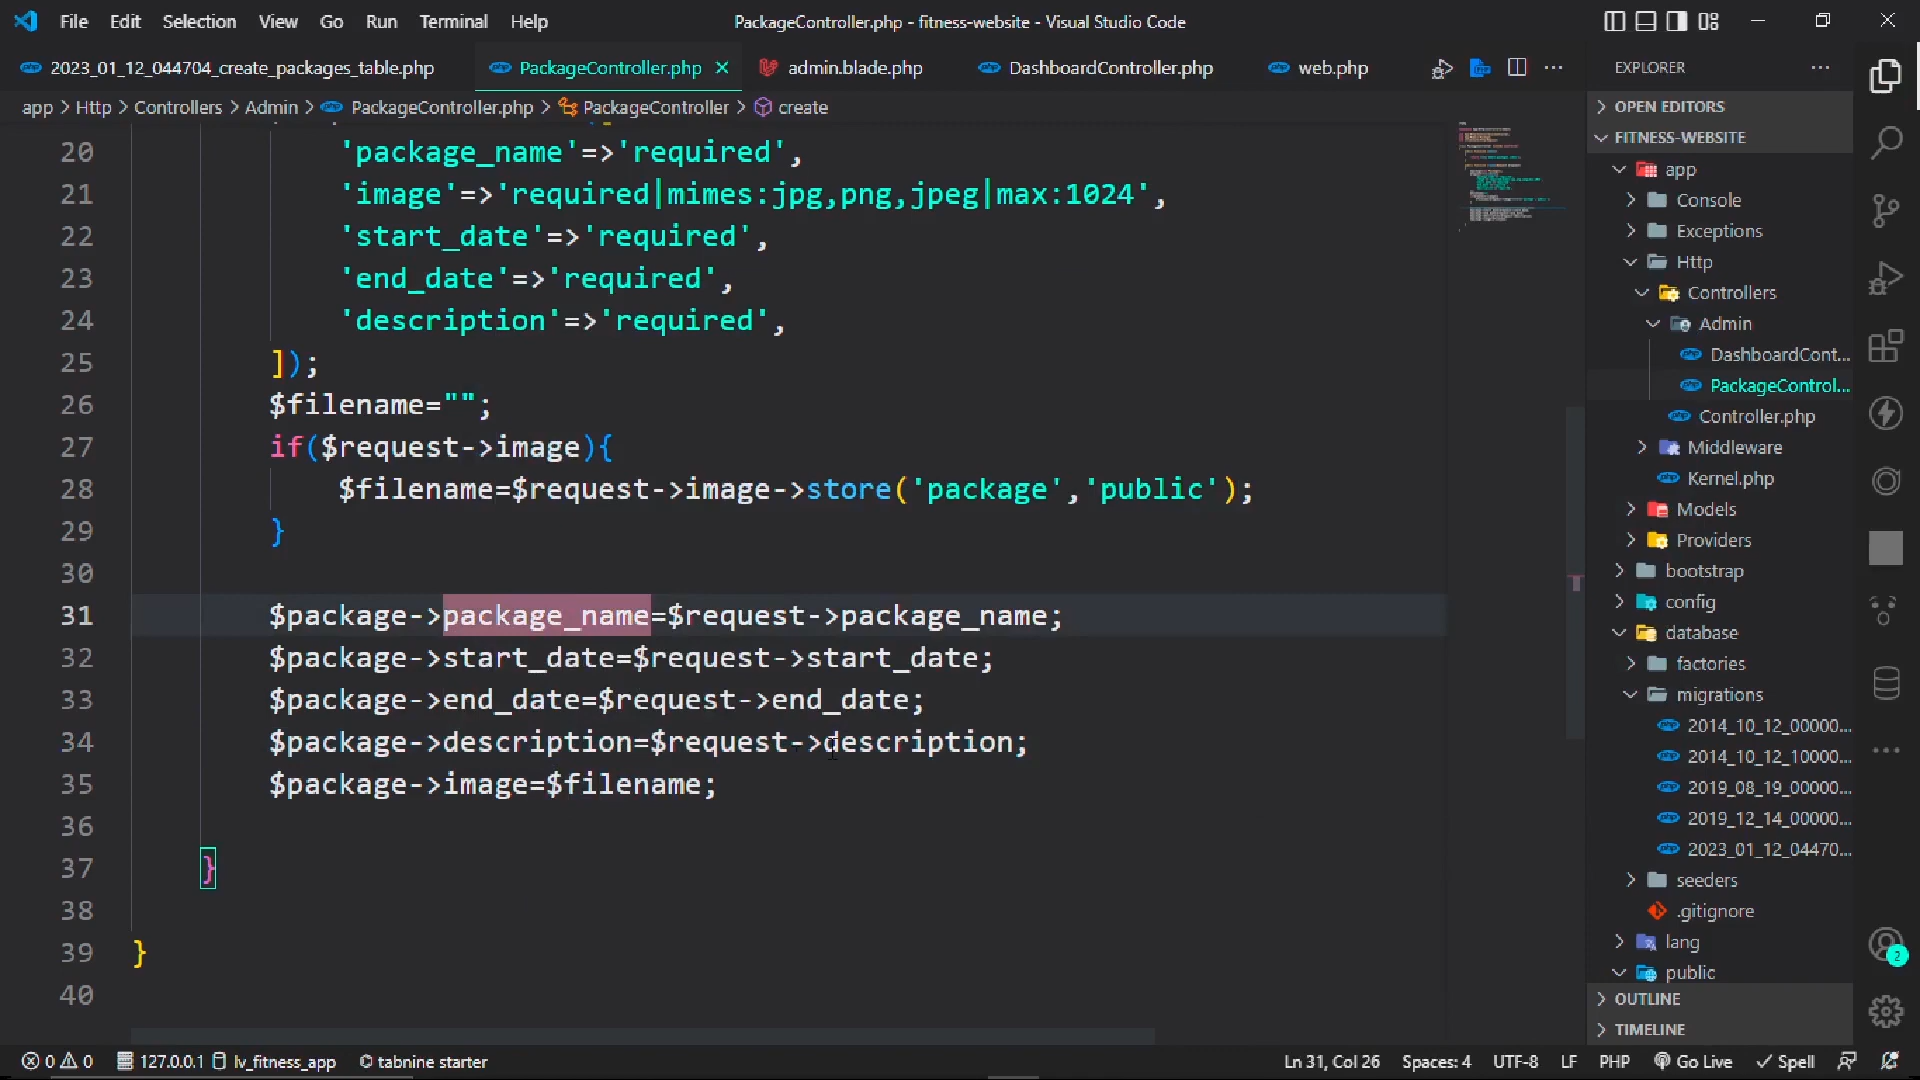 File Edit Selection View Go Run Terminal Help
PackageController.php - fitness-website - Visual Studio Code
2023_01_12_044704_create_packages_table.php
PackageController.php
admin.blade.php
DashboardController.php
web.php
app > Http > Controllers > Admin > PackageController.php > PackageController > create
20 'package_name'=>'required',
21 'image'=>'required|mimes:jpg,png,jpeg|max:1024',
22 'start_date'=>'required',
23 'end_date'=>'required',
24 'description'=>'required',
25 ]);
26 $filename="";
27 if($request->image){
28 $filename=$request->image->store('package','public');
29 }
30
31 $package->package_name=$request->package_name;
32 $package->start_date=$request->start_date;
33 $package->end_date=$request->end_date;
34 $package->description=$request->description;
35 $package->image=$filename;
36
37 }
38
39 }
40
EXPLORER
OPEN EDITORS
FITNESS-WEBSITE
app
Console
Exceptions
Http
Controllers
Admin
DashboardCont...
PackageControl...
Controller.php
Middleware
Kernel.php
Models
Providers
bootstrap
config
database
factories
migrations
2014_10_12_00000...
2014_10_12_10000...
2019_08_19_00000...
2019_12_14_00000...
2023_01_12_04470...
seeders
.gitignore
lang
public
OUTLINE
TIMELINE
2
0 0 127.0.0.1 lv_fitness_app tabnine starter
Ln 31, Col 26 Spaces: 4 UTF-8 LF PHP Go Live Spell